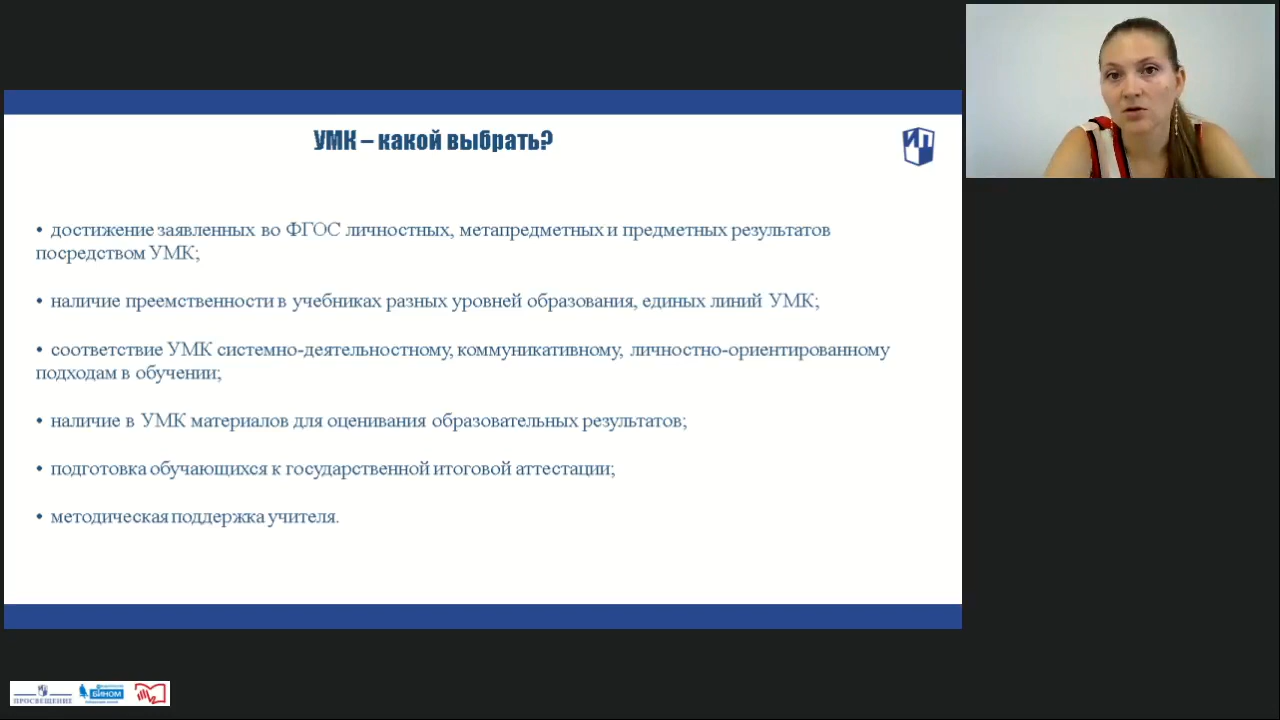 УМК – какой выбрать?
ИП
• достижение заявленных во ФГОС личностных, метапредметных и предметных результатов
посредством УМК;
• наличие преемственности в учебниках разных уровней образования, единых линий УМК;
• соответствие УМК системно-деятельностному, коммуникативному, личностно-ориентированному
подходам в обучении;
• наличие в УМК материалов для оценивания образовательных результатов;
• подготовка обучающихся к государственной итоговой аттестации;
• методическая поддержка учителя.
ПРОСВЕЩЕНИЕ
БИНОМ